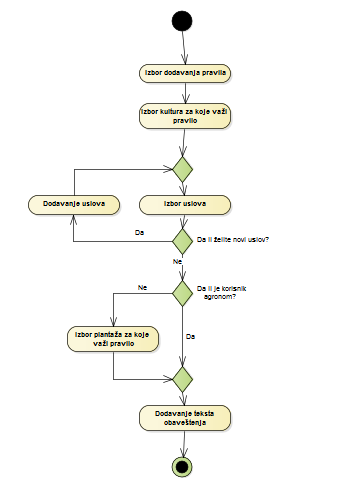 Izbor dodavanja pravila
Izbor kultura za koje važi
pravilo
Dodavanje uslova
Izbor uslova
Da
Da li želite novi uslov?
Ne
Ne
Da li je korisnik
agronom?
Izbor plantaža za koje
važi pravilo
Da
Dodavanje teksta
obaveštenja